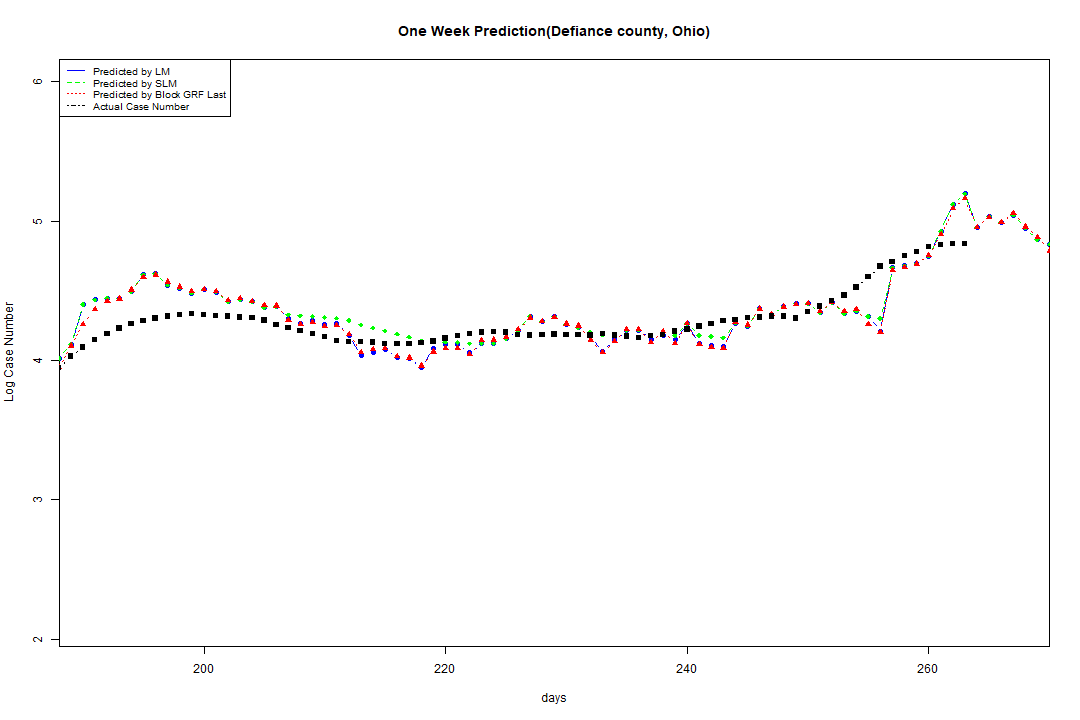 One Week Prediction(Defiance county, Ohio)
Predicted by LM
Predicted by SLM
Predicted by Block GRF Last
Actual Case Number
6
5
4
3
2
Log Case Number
200 220 240 260
days